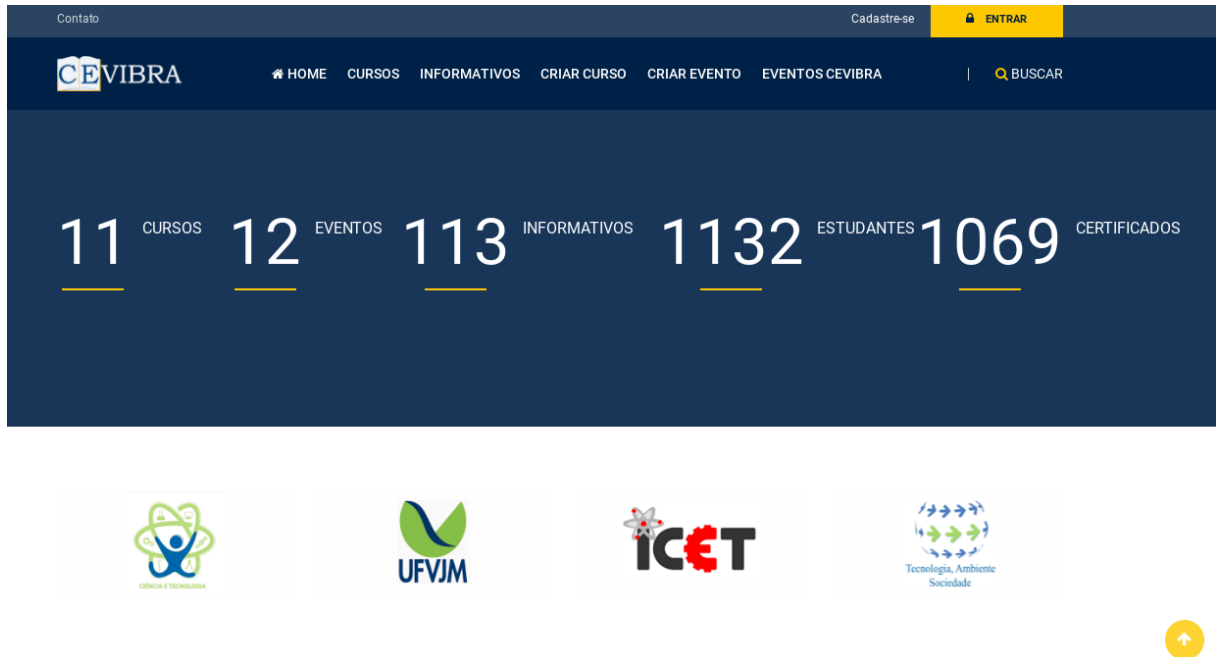 Contato Cadastre-se ENTRAR
CEVIBRA HOME CURSOS INFORMATIVOS CRIAR CURSO CRIAR EVENTO EVENTOS CEVIBRA | BUSCAR
11 CURSOS 12 EVENTOS 113 INFORMATIVOS 1132 ESTUDANTES 1069 CERTIFICADOS
CIÊNCIA E TECNOLOGIA
UFVJM
ICET
Tecnologia, Ambiente
Sociedade